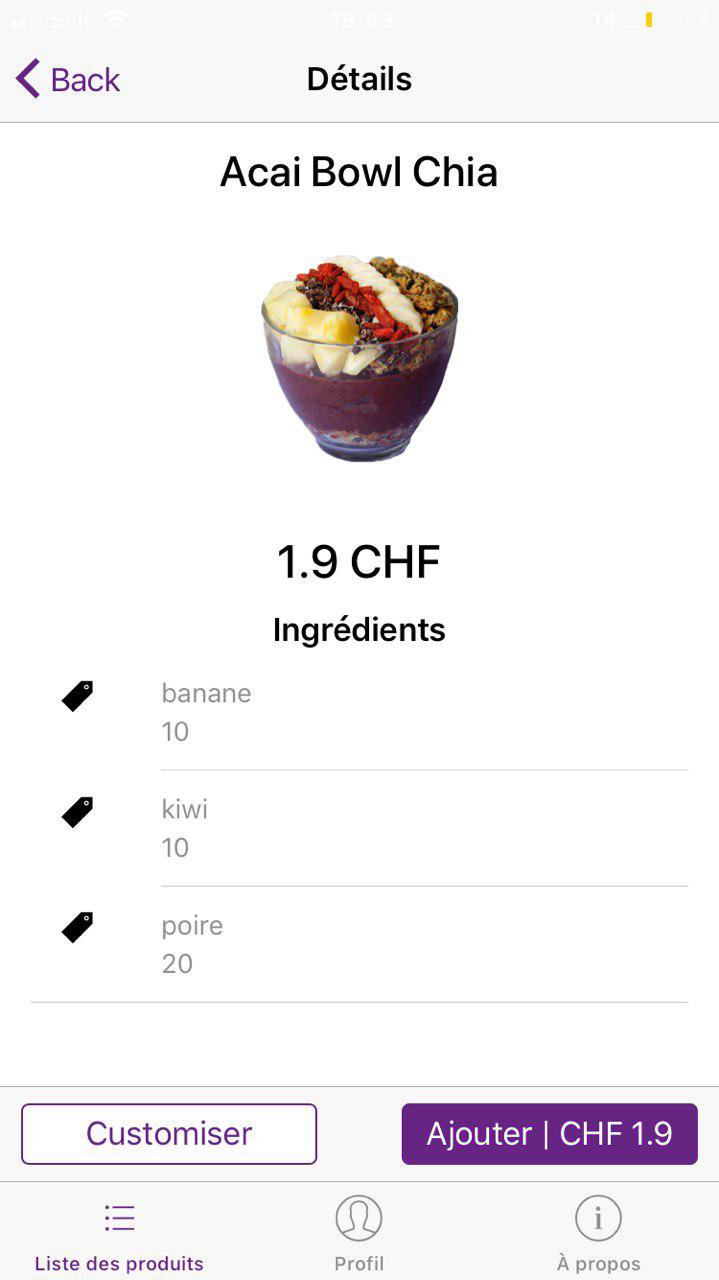 Salt
18:43
14%
Back
Détails
Acai Bowl Chia
1.9 CHF
Ingrédients
banane
10
kiwi
10
poire
20
Customiser
Ajouter | CHF 1.9
Liste des produits
Profil
À propos